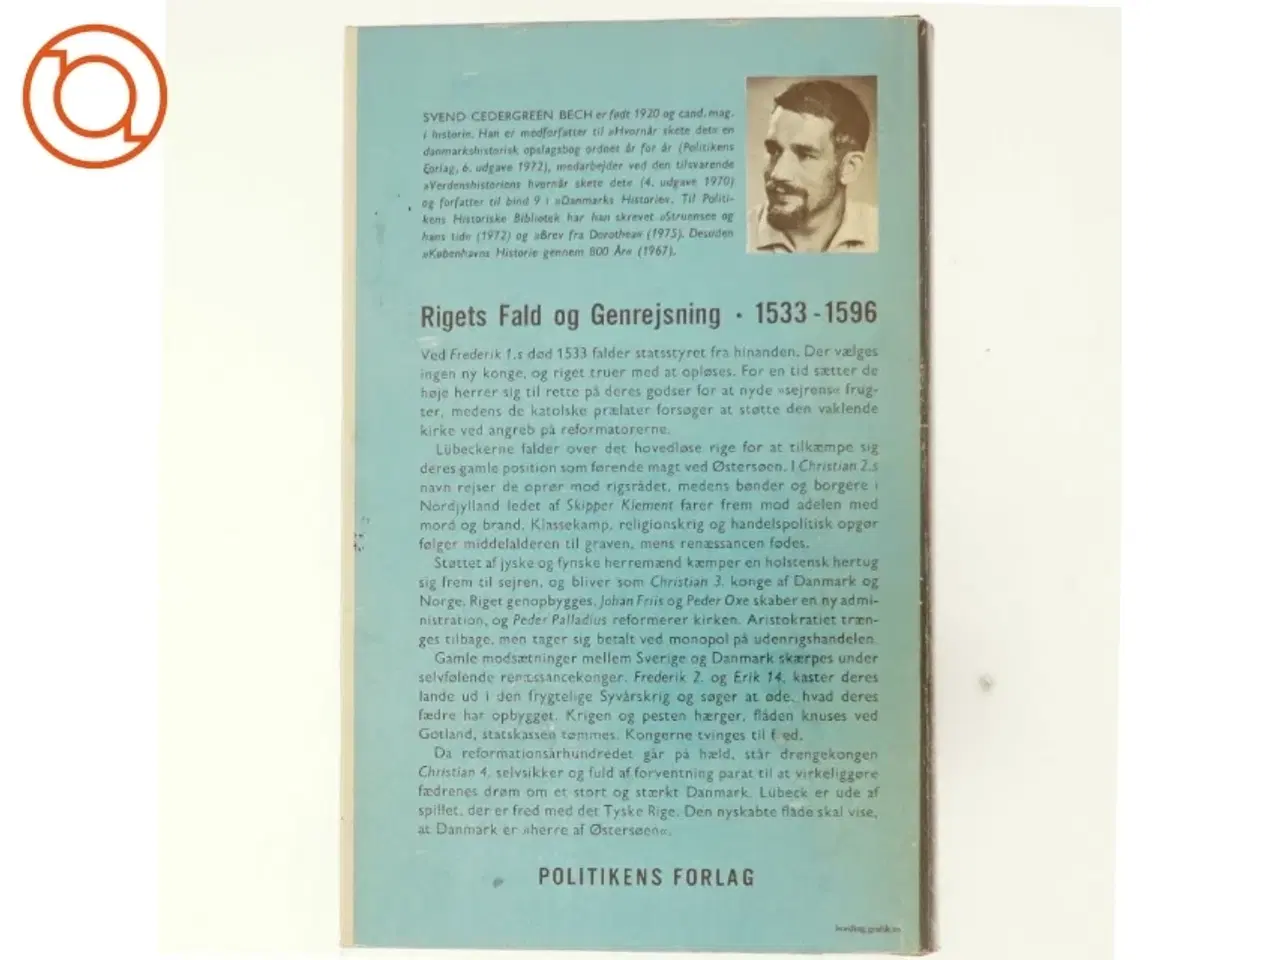 SVEND CEDERGREEN BECH er født 1920 og cand. mag.
i historie. Han er medforfatter til »Hvornår skete det« en
danmarkshistorisk opslagsbog ordnet år for år (Politikens
Forlag, 6. udgave 1972), medarbejder ved den tilsvarende
»Verdenshistoriens hvornår skete det« (4. udgave 1970)
og forfatter til bind 9 i »Danmarks Historie«. Til Politi-
kens Historiske Bibliotek har han skrevet »Struensee og
hans tid« (1972) og »Brev fra Dorothea« (1975). Desuden
»Københavns Historie gennem 800 År« (1967).
Rigets Fald og Genrejsning · 1533-1596
Ved Frederik 1.s død 1533 falder statsstyret fra hinanden. Der vælges
ingen ny konge, og riget truer med at opløses. For en tid sætter de
høje herrer sig til rette på deres godser for at nyde »sejrens« frug-
ter, medens de katolske prælater forsøger at støtte den vaklende
kirke ved angreb på reformatorerne.
Lübeckerne falder over det hovedløse rige for at tilkæmpe sig
deres gamle position som førende magt ved Østersøen. I Christian 2.s
navn rejser de oprør mod rigsrådet, medens bønder og borgere i
Nordjylland ledet af Skipper Klement farer frem mod adelen med
mord og brand. Klassekamp, religionskrig og handelspolitisk opgør
følger middelalderen til graven, mens renæssancen fødes.
Støttet af jyske og fynske herremænd kæmper en holstensk hertug
sig frem til sejren, og bliver som Christian 3. konge af Danmark og
Norge. Riget genopbygges. Johan Friis og Peder Oxe skaber en ny admi-
nistration, og Peder Palladius reformerer kirken. Aristokratiet træn-
ges tilbage, men tager sig betalt ved monopol på udenrigshandelen.
Gamle modsætninger mellem Sverige og Danmark skærpes under
selvfølende renæssancekonger. Frederik 2. og Erik 14. kaster deres
lande ud i den frygtelige Syvårskrig og søger at øde, hvad deres
fædre har opbygget. Krigen og pesten hærger, flåden knuses ved
Gotland, statskassen tømmes. Kongerne tvinges til f ed.
Da reformationsårhundredet går på hæld, står drengekongen
Christian 4. selvsikker og fuld af forventning parat til at virkeliggøre
fædrenes drøm om et stort og stærkt Danmark. Lübeck er ude af
spillet, der er fred med det Tyske Rige. Den nyskabte flåde skal vise,
at Danmark er »herre af Østersøen«.
POLITIKENS FORLAG